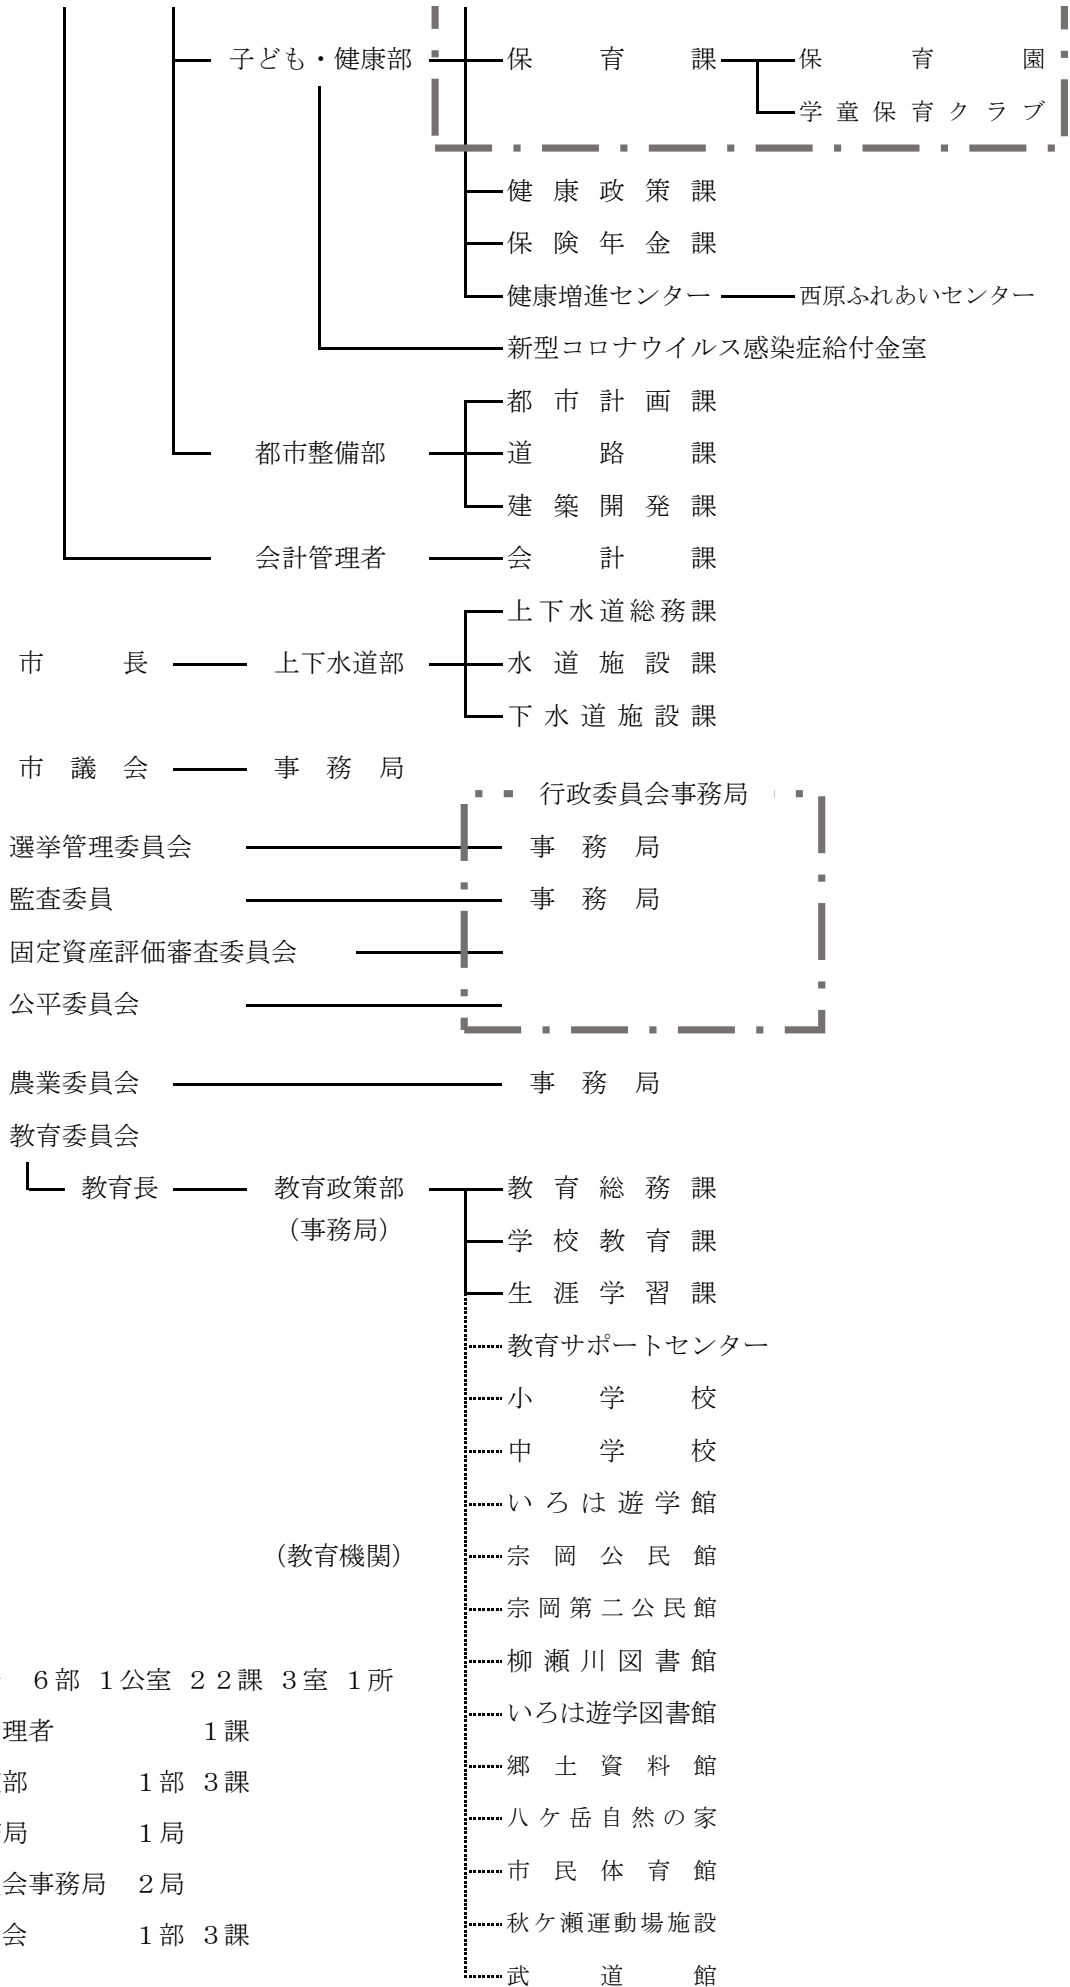 子ども・健康部 保育課 保育園
学童保育クラブ
健康政策課
保険年金課
健康増進センター 西原ふれあいセンター
新型コロナウイルス感染症給付金室
都市計画課
都市整備部 道路課
建築開発課
会計管理者 会計課
上下水道総務課
市長 上下水道部 水道施設課
下水道施設課
市議会 事務局
行政委員会事務局
選挙管理委員会 事務局
監査委員 事務局
固定資産評価審査委員会
公平委員会
農業委員会 事務局
教育委員会
教育長 教育政策部 教育総務課
（事務局） 学校教育課
生涯学習課
教育サポートセンター
小学校
中学校
いろは遊学館
（教育機関） 宗岡公民館
宗岡第二公民館
柳瀬川図書館
６部 １公室 ２２課 ３室 １所
いろは遊学図書館
理者 １課
郷土資料館
部 １部 ３課
八ケ岳自然の家
局 １局
市民体育館
会事務局 ２局
秋ケ瀬運動場施設
会 １部 ３課
武道館